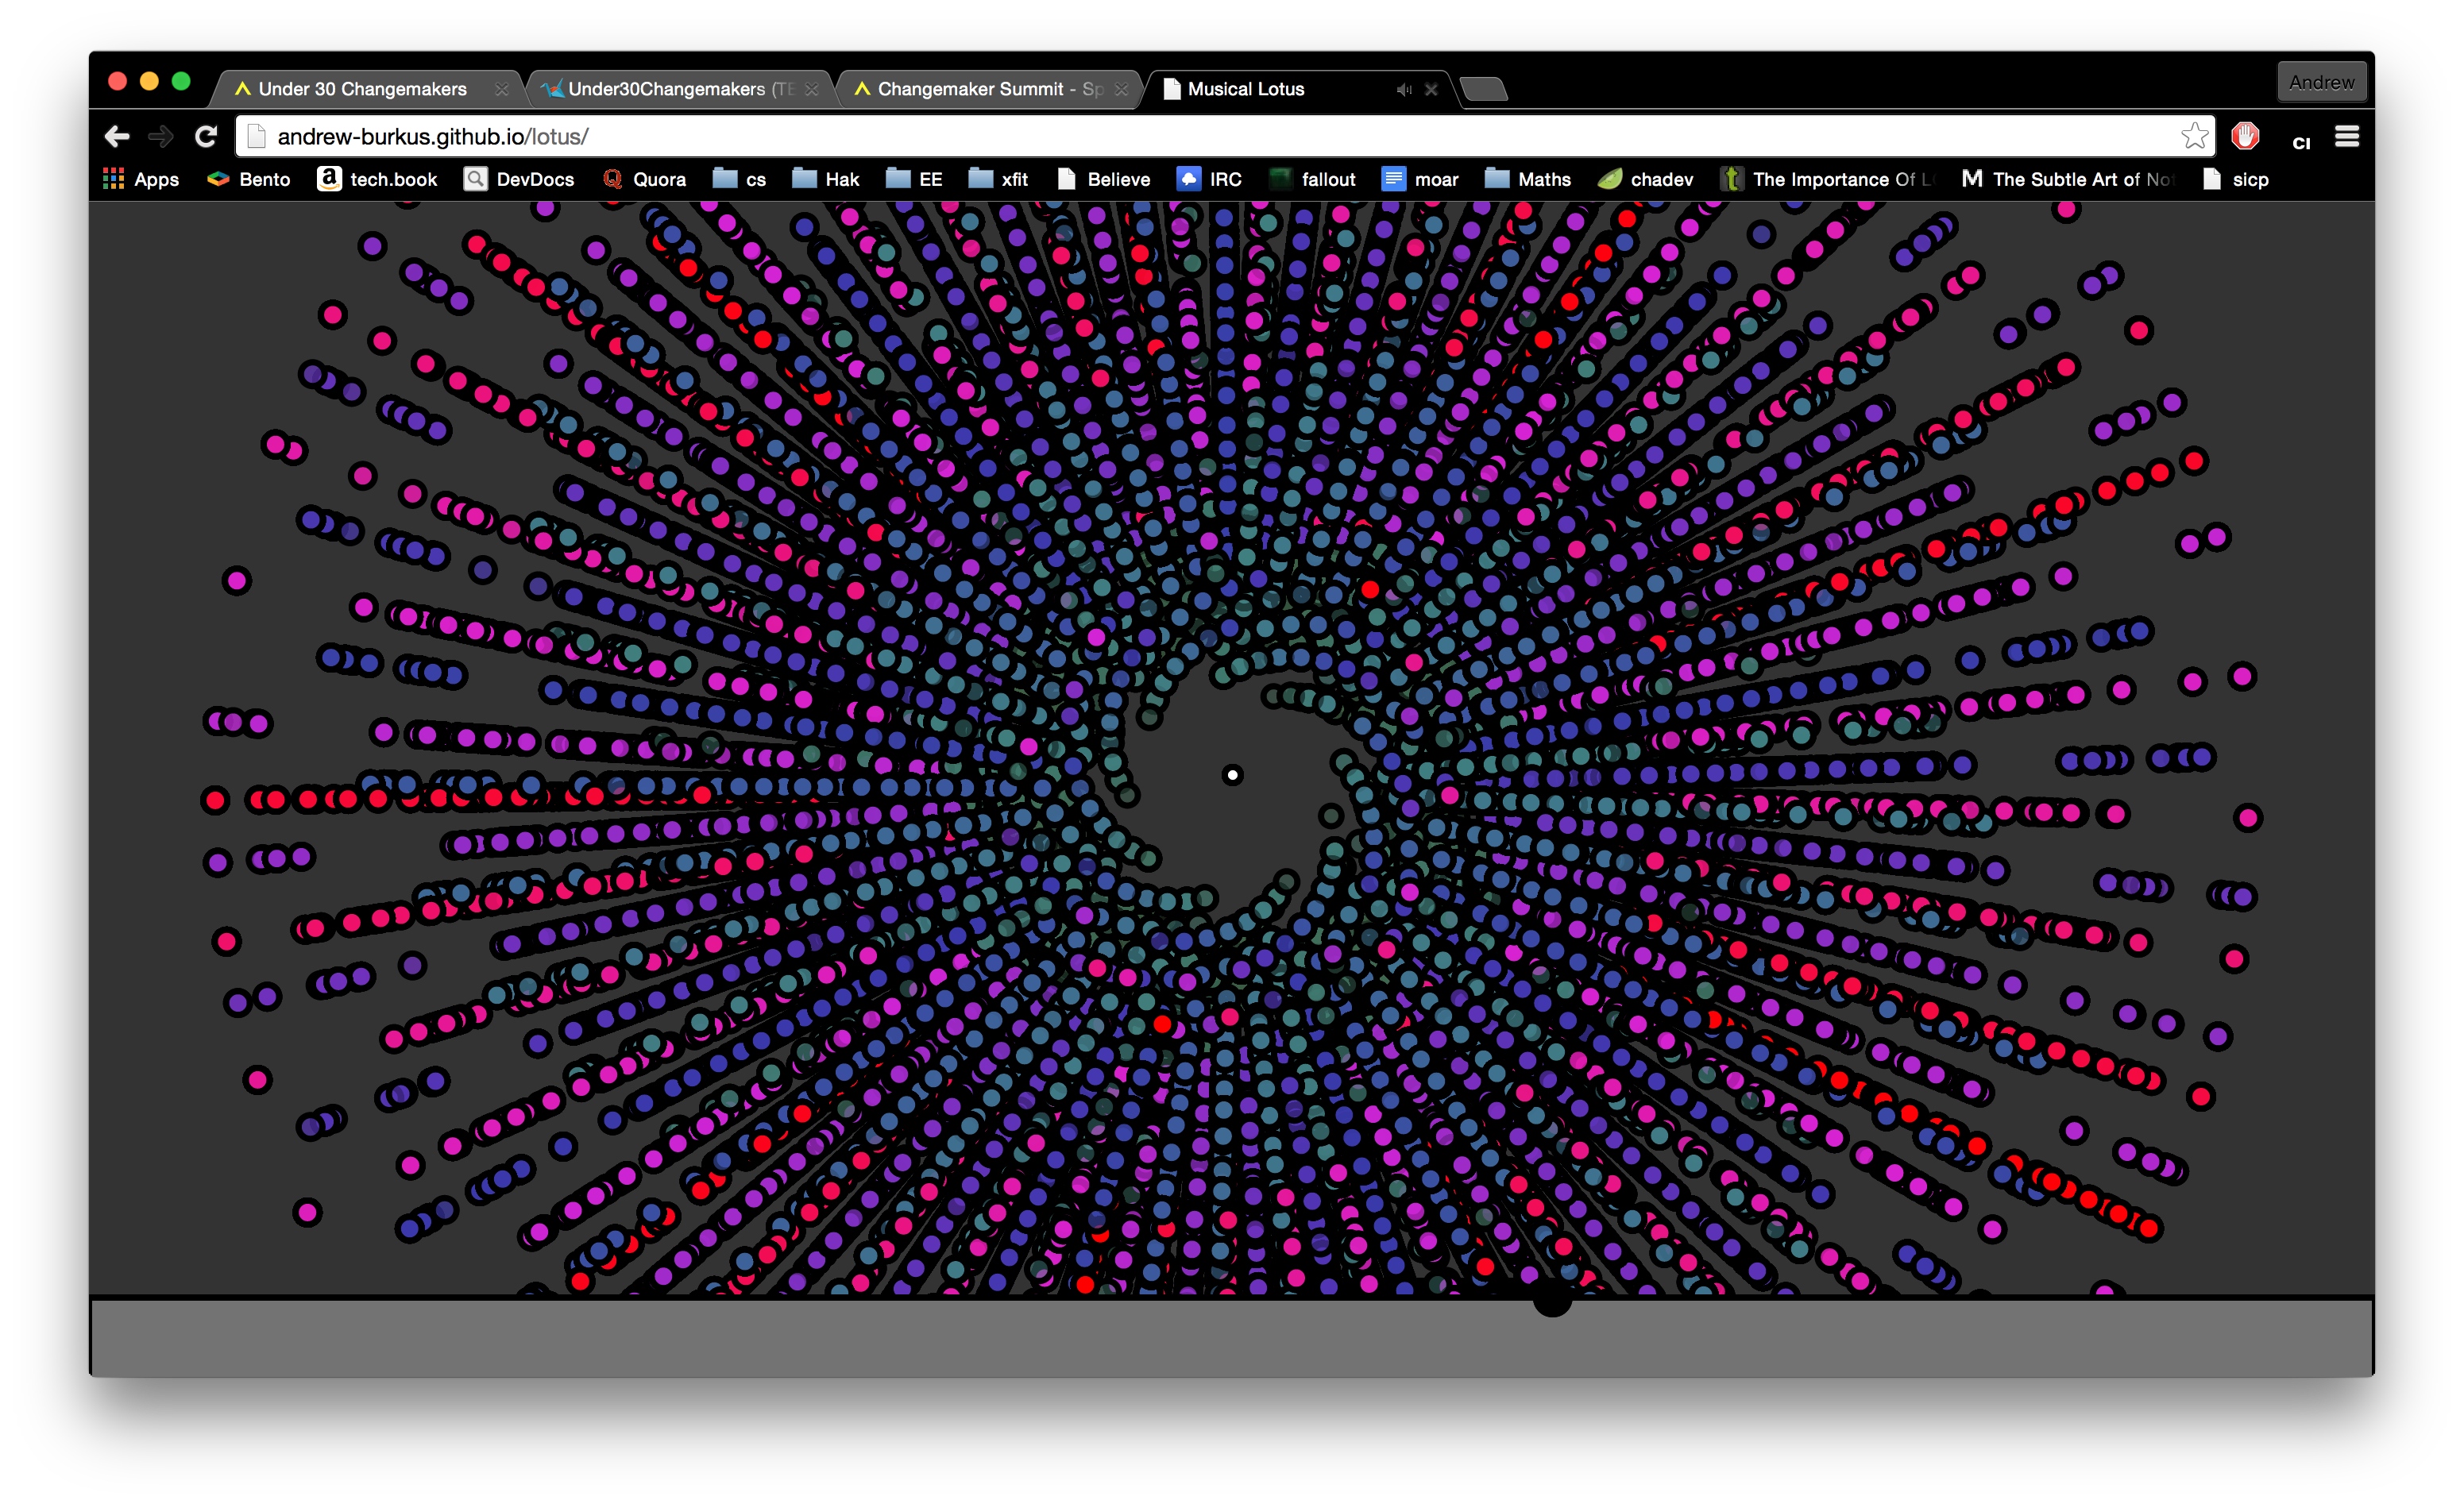 Under 30 Changemakers Under30Changemakers (TE Changemaker Summit - Sp Musical Lotus Andrew
andrew-burkus.github.io/lotus/ CI
Apps Bento tech.book DevDocs Quora cs Hak EE xfit Believe IRC fallout moar Maths chadev The Importance Of L M The Subtle Art of No sicp